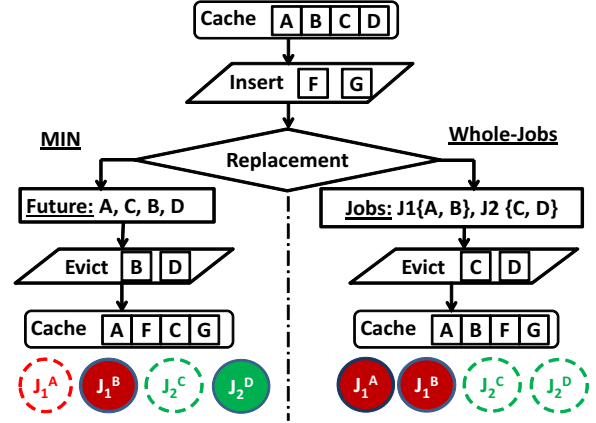 Cache A B C D
Insert F G
MIN
Whole-Jobs
Replacement
Future: A, C, B, D
Jobs: J1{A, B}, J2 {C, D}
Evict B D
Evict C D
Cache A F C G
Cache A B F G
J₁ᴬ J₁ᴮ J₂ᶜ J₂ᴰ
J₁ᴬ J₁ᴮ J₂ᶜ J₂ᴰ